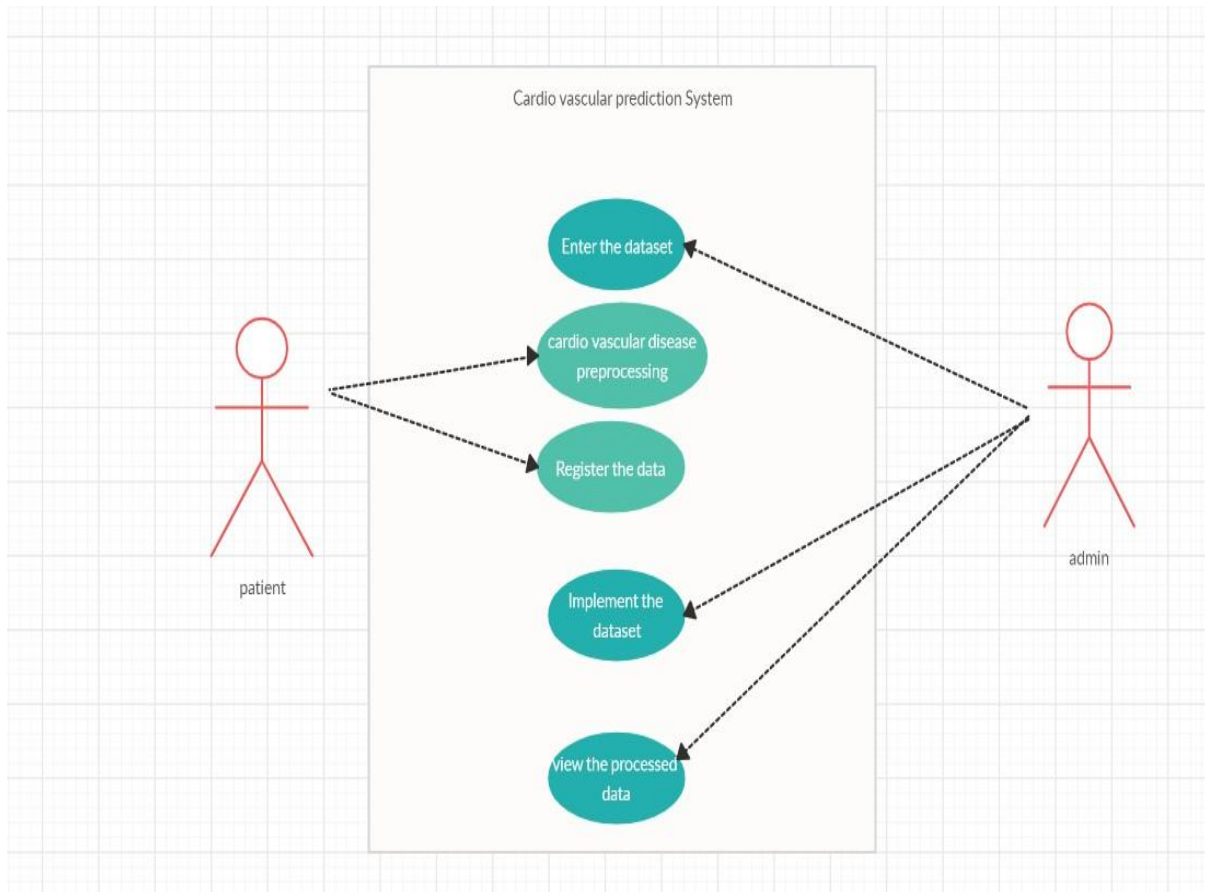 Cardio vascular prediction System
Enter the dataset
cardio vascular disease
preprocessing
Register the data
patient
admin
Implement the
dataset
view the processed
data